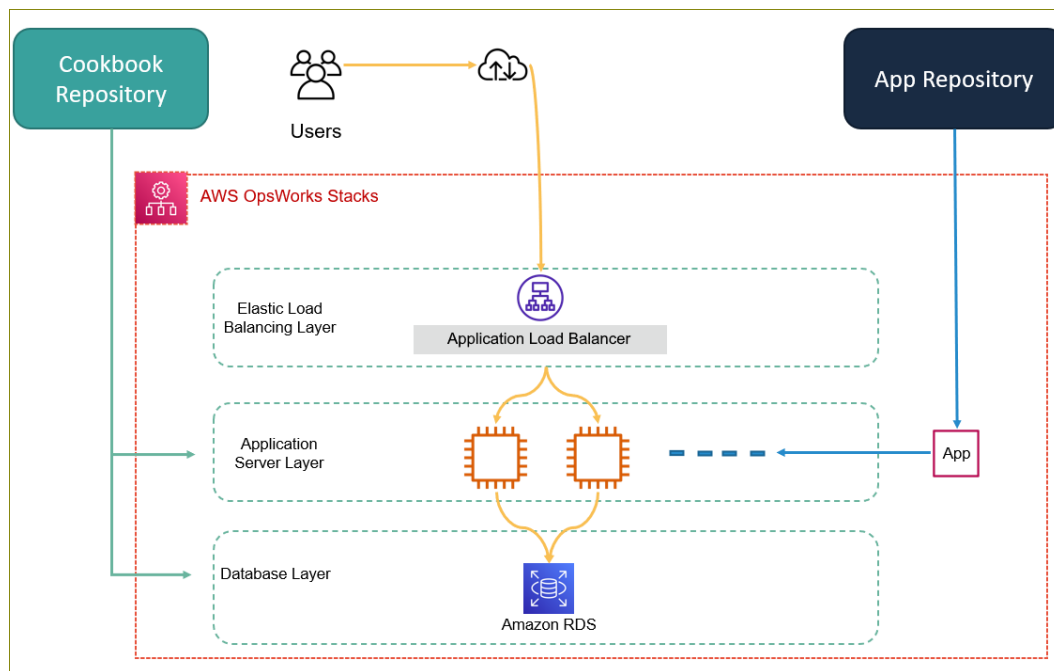 Cookbook
Repository
Users
App Repository
AWS OpsWorks Stacks
Elastic Load
Balancing Layer
Application Load Balancer
Application
Server Layer
App
Database Layer
Amazon RDS